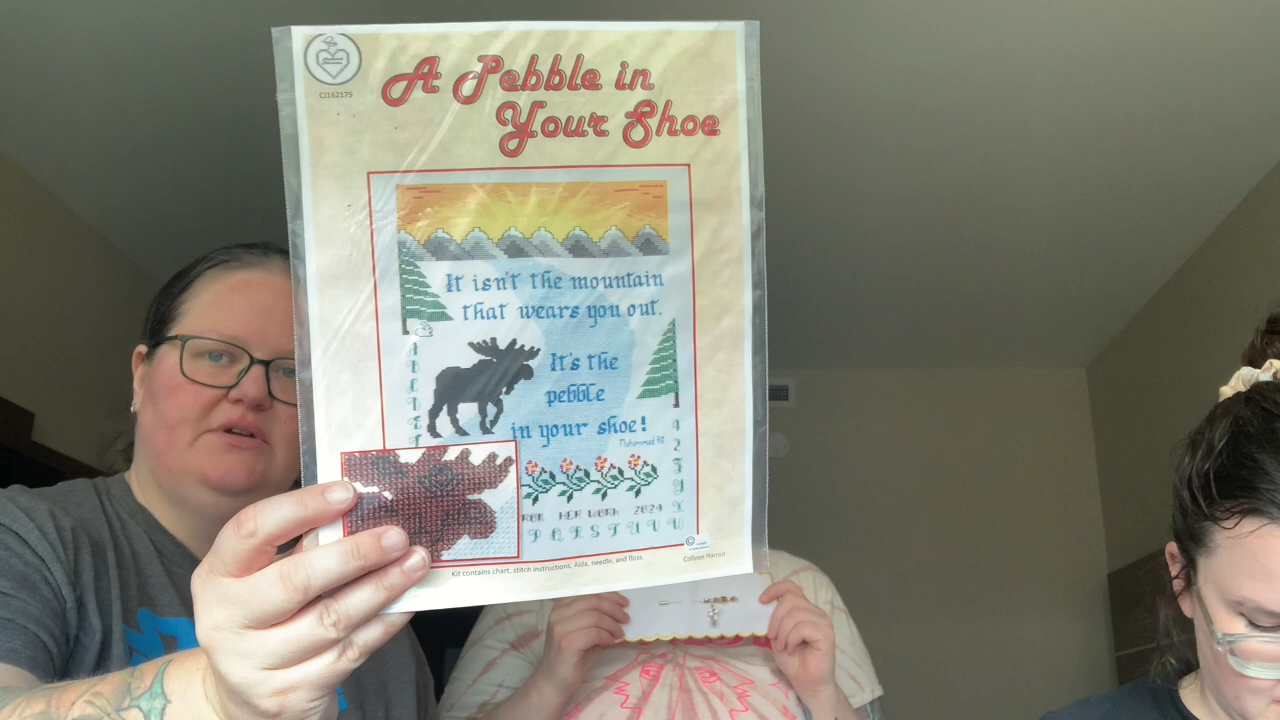 CJ152175
A Pebble in
Your Shoe
It isn't the mountain
that wears you out.
It's the
pebble
in your shoe!
Muhammad Ali
HER WORK 2024
P Q R S T U V W
Kit contains chart, stitch instructions. Aida, needle, and floss
©
Colleen Harron